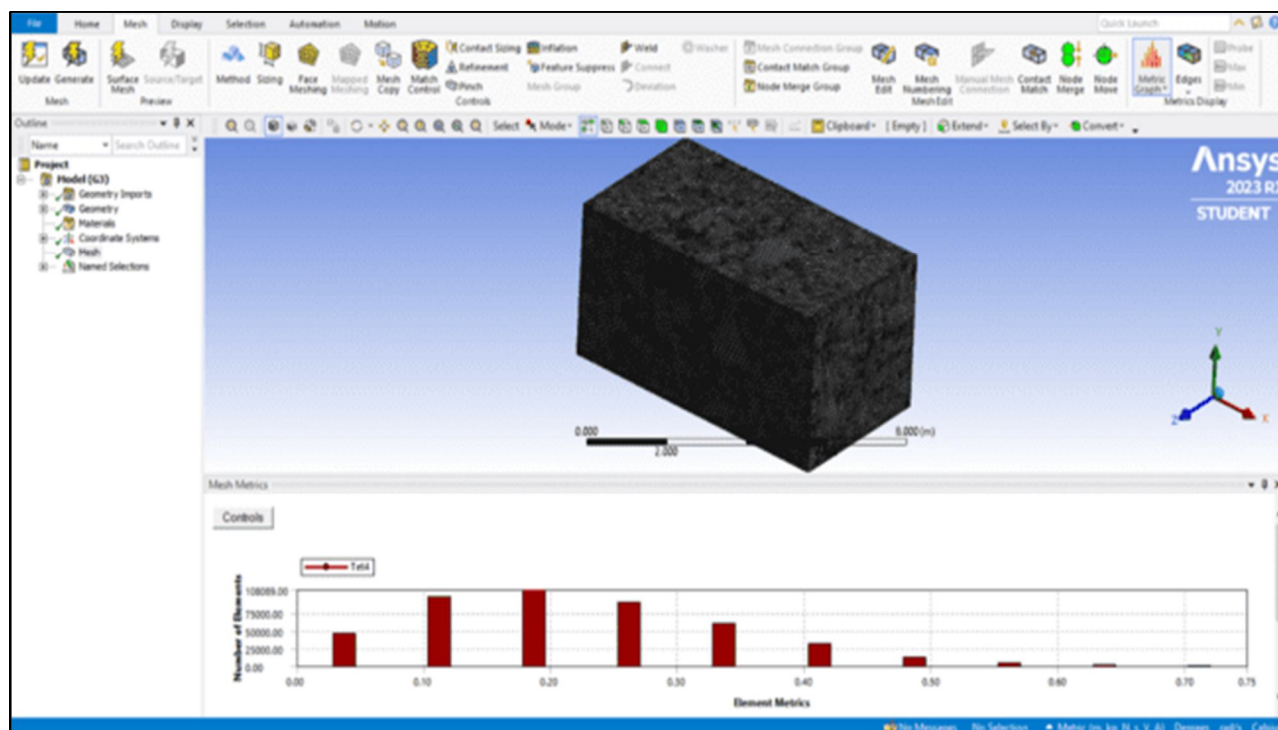 File Home Mesh Display Selection Automation Motion Quick Launch
Update Generate Surface Mesh Source/Target Method Sizing Face Meshing Mapped Meshing Mesh Copy Match Control Contact Sizing Inflation Weld Washer Mesh Connection Group Mesh Edit Mesh Numbering Manual Mesh Connection Contact Match Node Merge Node Move Metric Graph Edges Probe
Refinement Feature Suppress Connect Contact Match Group Max
Pinch Mesh Group Deviation Node Merge Group Min
Mesh Preview Controls Mesh Edit Metrics Display
Outline
Name Search Outline
Select Mode Clipboard [Empty] Extend Select By Convert
Project
Model (G3)
Geometry Imports
Geometry
Materials
Coordinate Systems
Mesh
Named Selections
Ansys
2023 R
STUDENT
Y
Z X
0.000 8.000 (m)
2.000
Mesh Metrics
Controls
Tet4
Number of Elements
108089.00
75000.00
50000.00
25000.00
0.00
0.00 0.10 0.20 0.30 0.40 0.50 0.60 0.70 0.75
Element Metrics
No Messages No Selection Metric (m, kg, N, s, V, A) Degrees rad/s